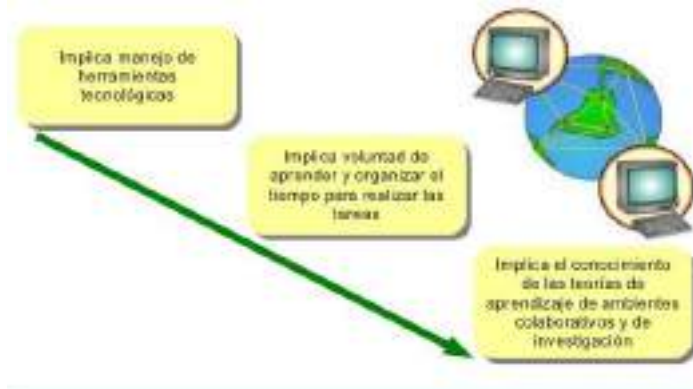 Implica manejo de
herramientas
tecnológicas
Implica voluntad de
aprender y organizar el
tiempo para realizar las
tareas
Implica el conocimiento
de las teorías de
aprendizaje de ambientes
colaborativos y de
investigación